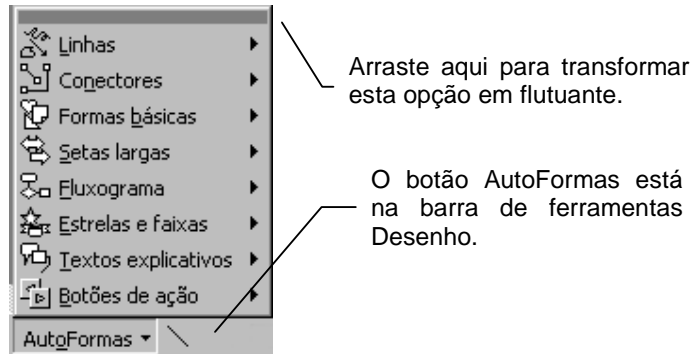 Linhas
Conectores
Formas básicas
Setas largas
Fluxograma
Estrelas e faixas
Textos explicativos
Botões de ação
AutoFormas
Arraste aqui para transformar
esta opção em flutuante.
O botão AutoFormas está
na barra de ferramentas
Desenho.